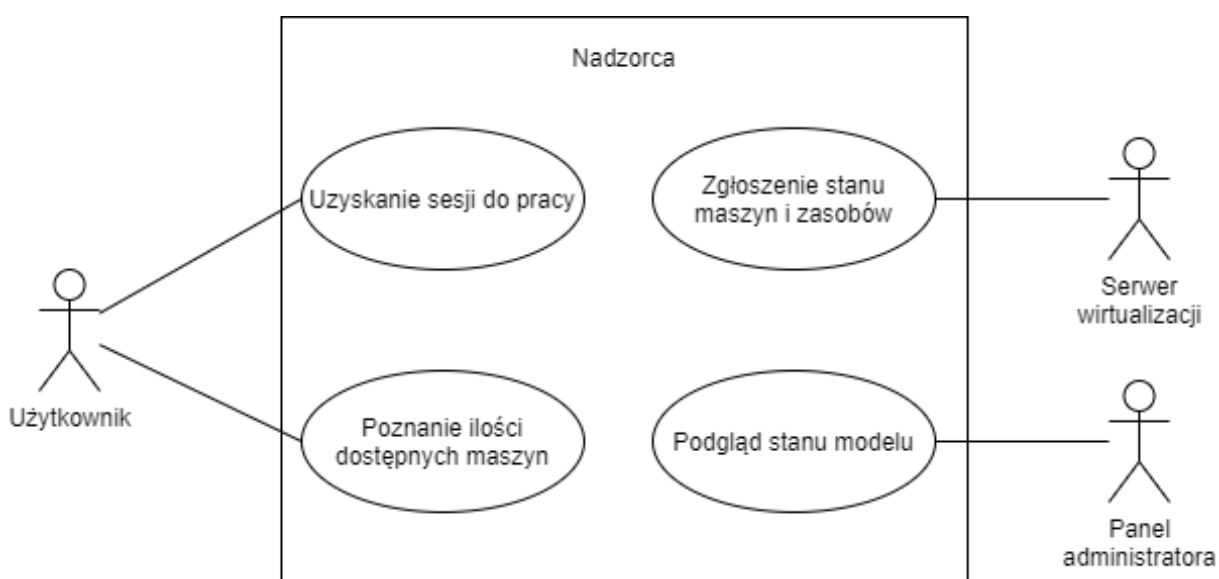 Nadzorca
Uzyskanie sesji do pracy
Zgłoszenie stanu
maszyn i zasobów
Serwer
wirtualizacji
Użytkownik
Poznanie ilości
dostępnych maszyn
Podgląd stanu modelu
Panel
administratora